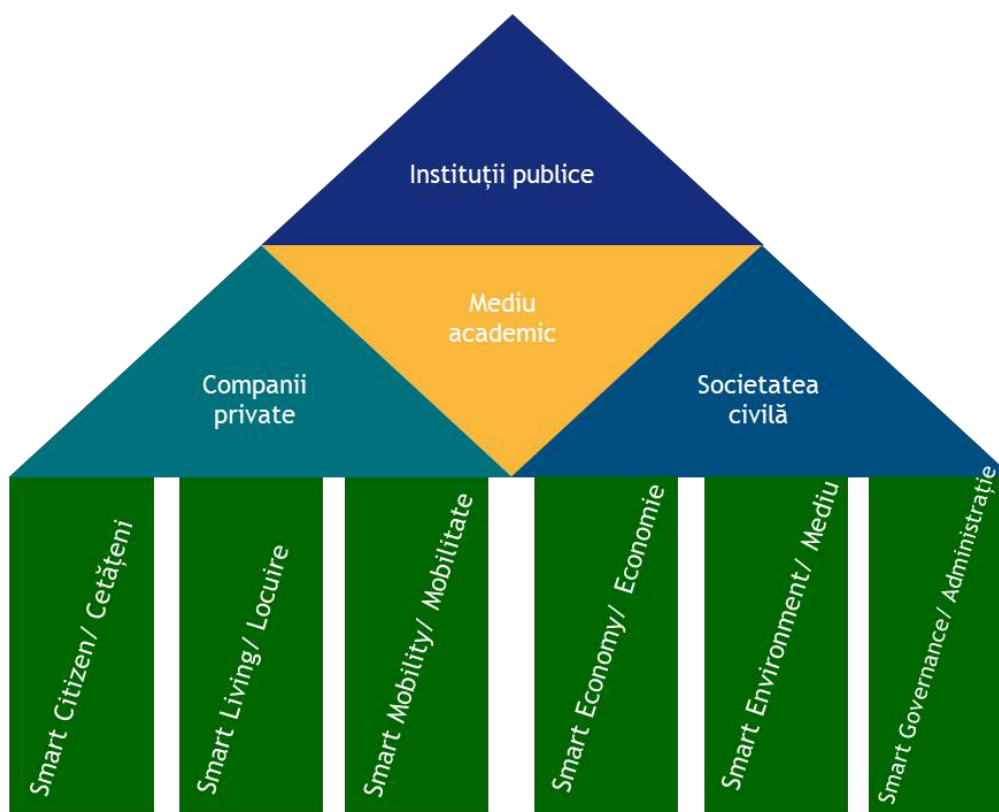 Instituții publice
Mediu
academic
Companii
private
Societatea
civilă
Smart Citizen/ Cetățeni
Smart Living/ Locuire
Smart Mobility/ Mobilitate
Smart Economy/ Economie
Smart Environment/ Mediu
Smart Governance/ Administrație